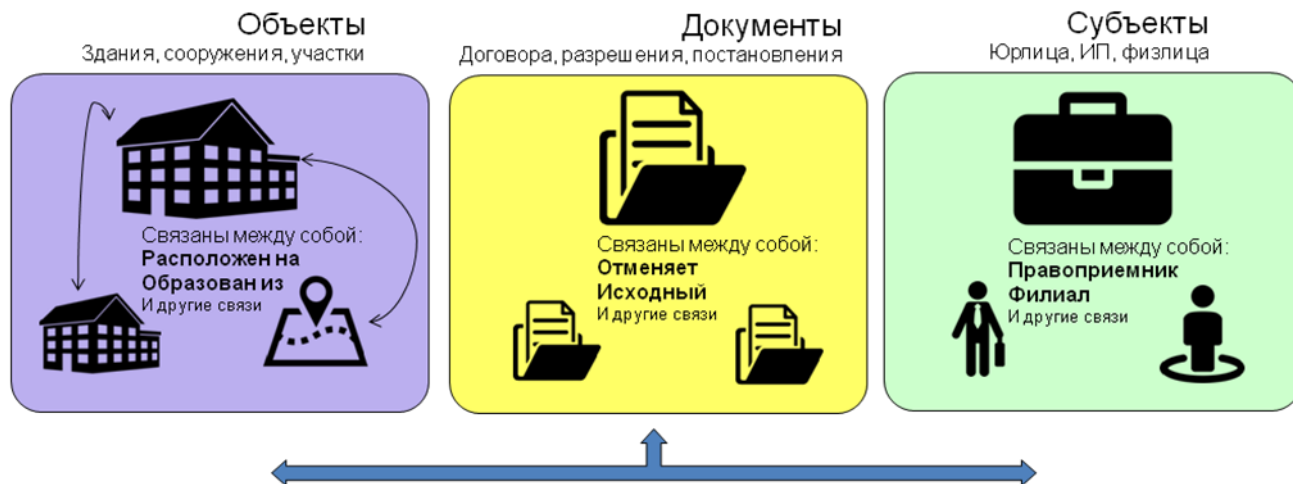 Объекты
Здания, сооружения, участки
Связаны между собой:
Расположен на
Образован из
И другие связи
Документы
Договора, разрешения, постановления
Связаны между собой:
Отменяет
Исходный
И другие связи
Субъекты
Юрлица, ИП, физлица
Связаны между собой:
Правоприемник
Филиал
И другие связи